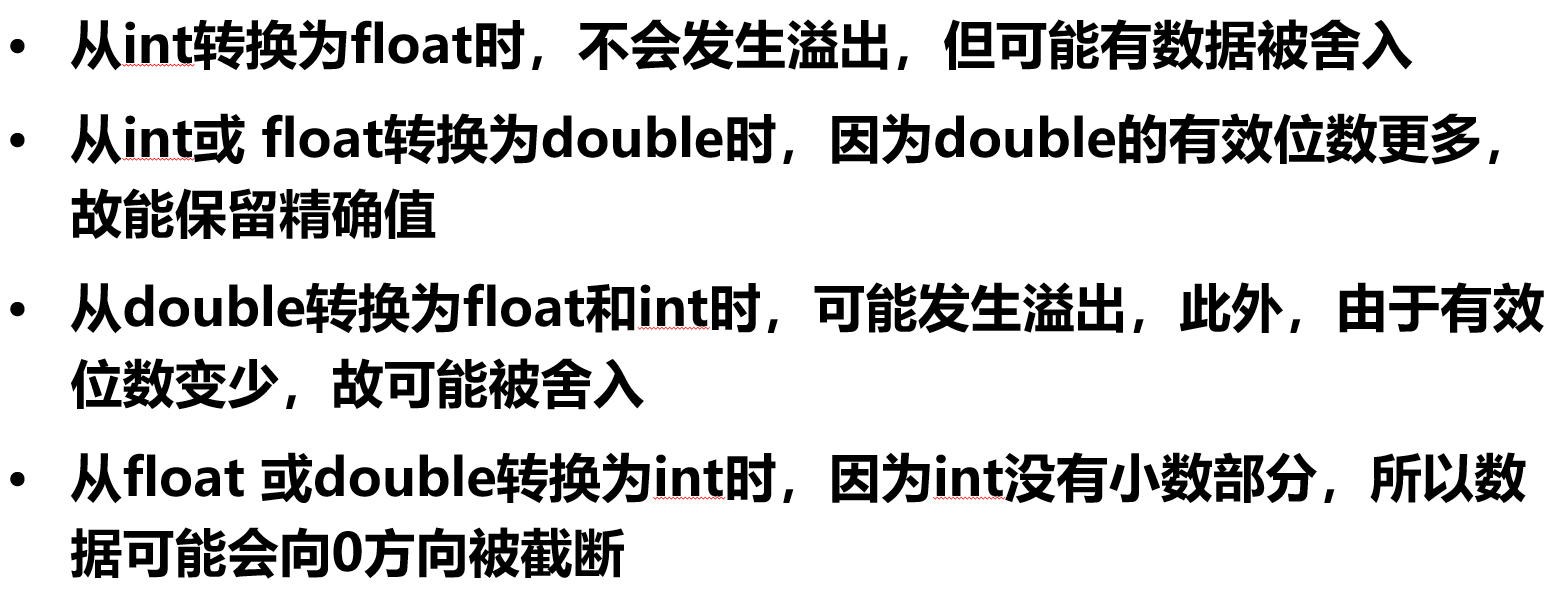 • 从int转换为float时，不会发生溢出，但可能有数据被舍入
• 从int或 float转换为double时，因为double的有效位数更多，
故能保留精确值
• 从double转换为float和int时，可能发生溢出，此外，由于有效
位数变少，故可能被舍入
• 从float 或double转换为int时，因为int没有小数部分，所以数
据可能会向0方向被截断